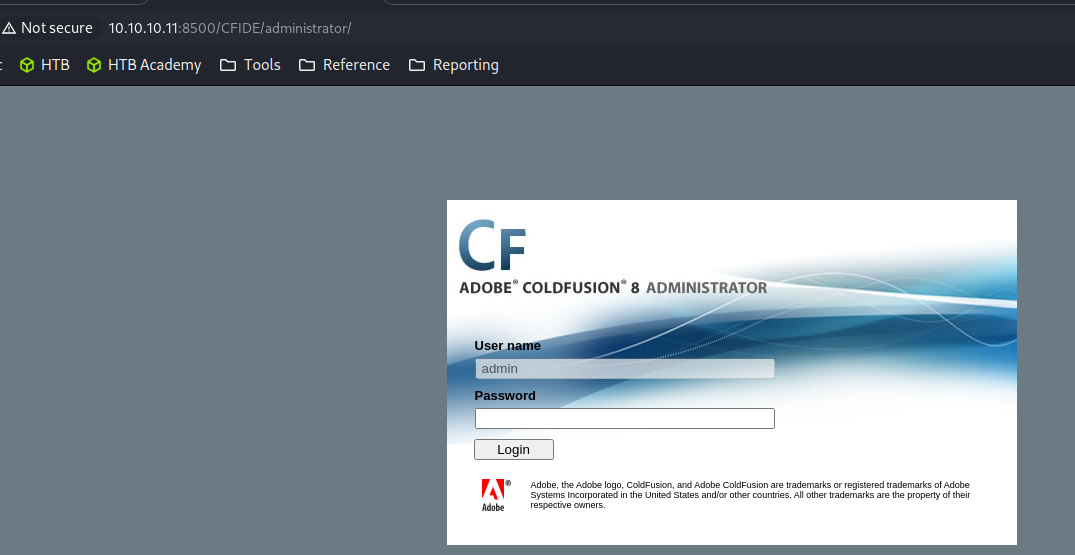 Not secure 10.10.10.11:8500/CFIDE/administrator/
HTB HTB Academy Tools Reference Reporting
CF
ADOBE® COLDFUSION® 8 ADMINISTRATOR
User name
admin
Password
Login
Adobe, the Adobe logo, ColdFusion, and Adobe ColdFusion are trademarks or registered trademarks of Adobe
Systems Incorporated in the United States and/or other countries. All other trademarks are the property of their
respective owners.
® Adobe